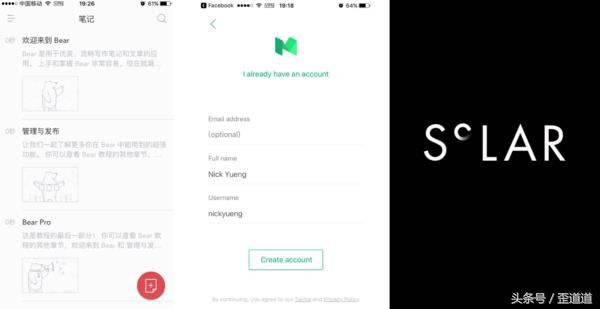 中国移动 19:26 61%
笔记
0秒 欢迎来到 Bear
Bear 是用于优美、流畅写作笔记和文章的应
用。 上手和掌握 Bear 非常容易。现在就漏...
0秒 管理与发布
让我们一起了解更多你在 Bear 中能用到的超强
功能。 你可以查看 Bear 教程的其他章节，...
0秒 Bear Pro
这是教程的最后一部分！ 你可以查看 Bear 教
程的其他章节，欢迎来到 Bear 和 管理与发...
Facebook 19:18 64%
I already have an account
Email address
(optional)
Full name
Nick Yueng
Username
nickyueng
Create account
By continuing, you agree to our Terms and Privacy Policy.
SOLAR
头条号 / 歪道道